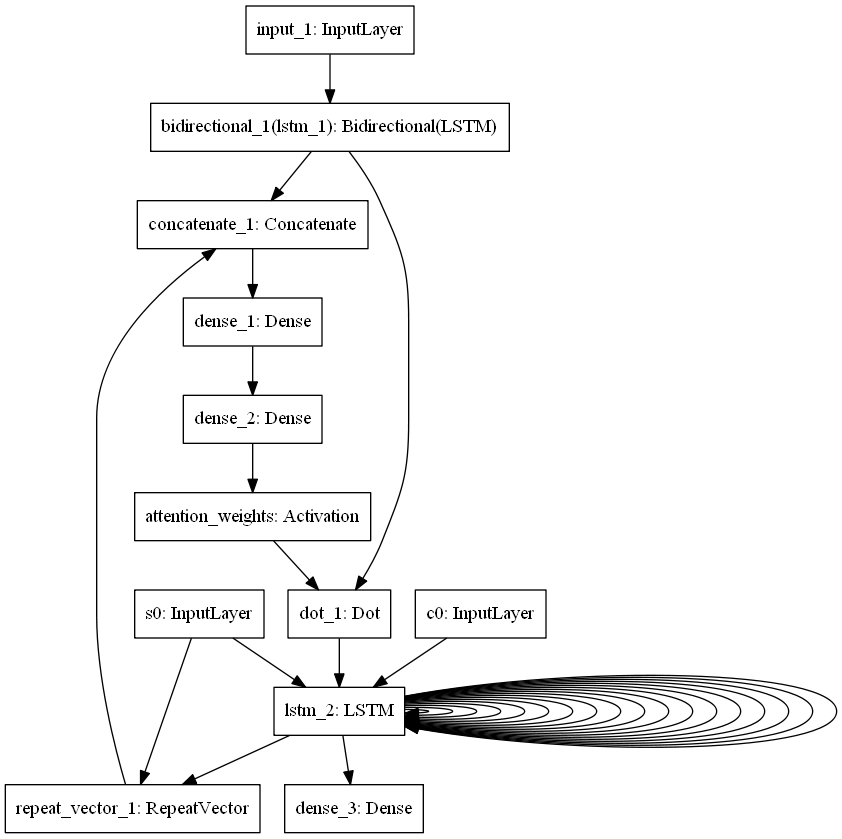 input_1: InputLayer
bidirectional_1(lstm_1): Bidirectional(LSTM)
concatenate_1: Concatenate
dense_1: Dense
dense_2: Dense
attention_weights: Activation
s0: InputLayer
dot_1: Dot
c0: InputLayer
lstm_2: LSTM
repeat_vector_1: RepeatVector
dense_3: Dense